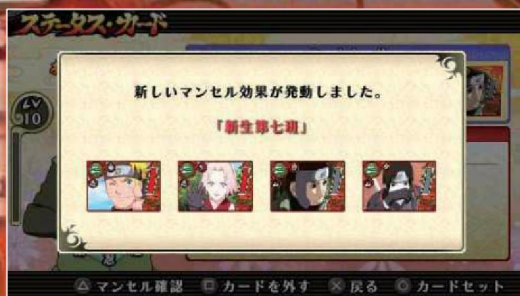 ステータス・カード
LV
10
新しいマンセル効果が発動しました。
「新生第七班」
△ マンセル確認 □ カードを外す × 戻る ○ カードセット